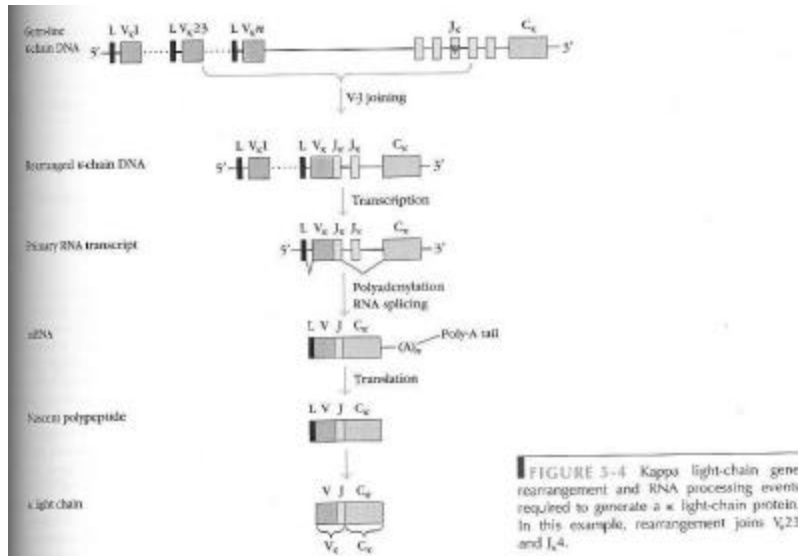 L Vκ1 L Vκ23 L Vκn Jκ Cκ
Germ-line
κ-chain DNA 5′ 3′
V-J joining
L Vκ1 L Vκ Jκ Jκ Cκ
Rearranged κ-chain DNA 5′ 3′
Transcription
L Vκ Jκ Jκ Cκ
Primary RNA transcript 5′ 3′
Polyadenylation
RNA splicing
L V J Cκ
mRNA (A)n Poly-A tail
Translation
L V J Cκ
Nascent polypeptide
V J Cκ
κ light chain
Vκ Cκ
FIGURE 5-4 Kappa light-chain gene
rearrangement and RNA processing events
required to generate a κ light-chain protein.
In this example, rearrangement joins Vκ23
and Jκ4.